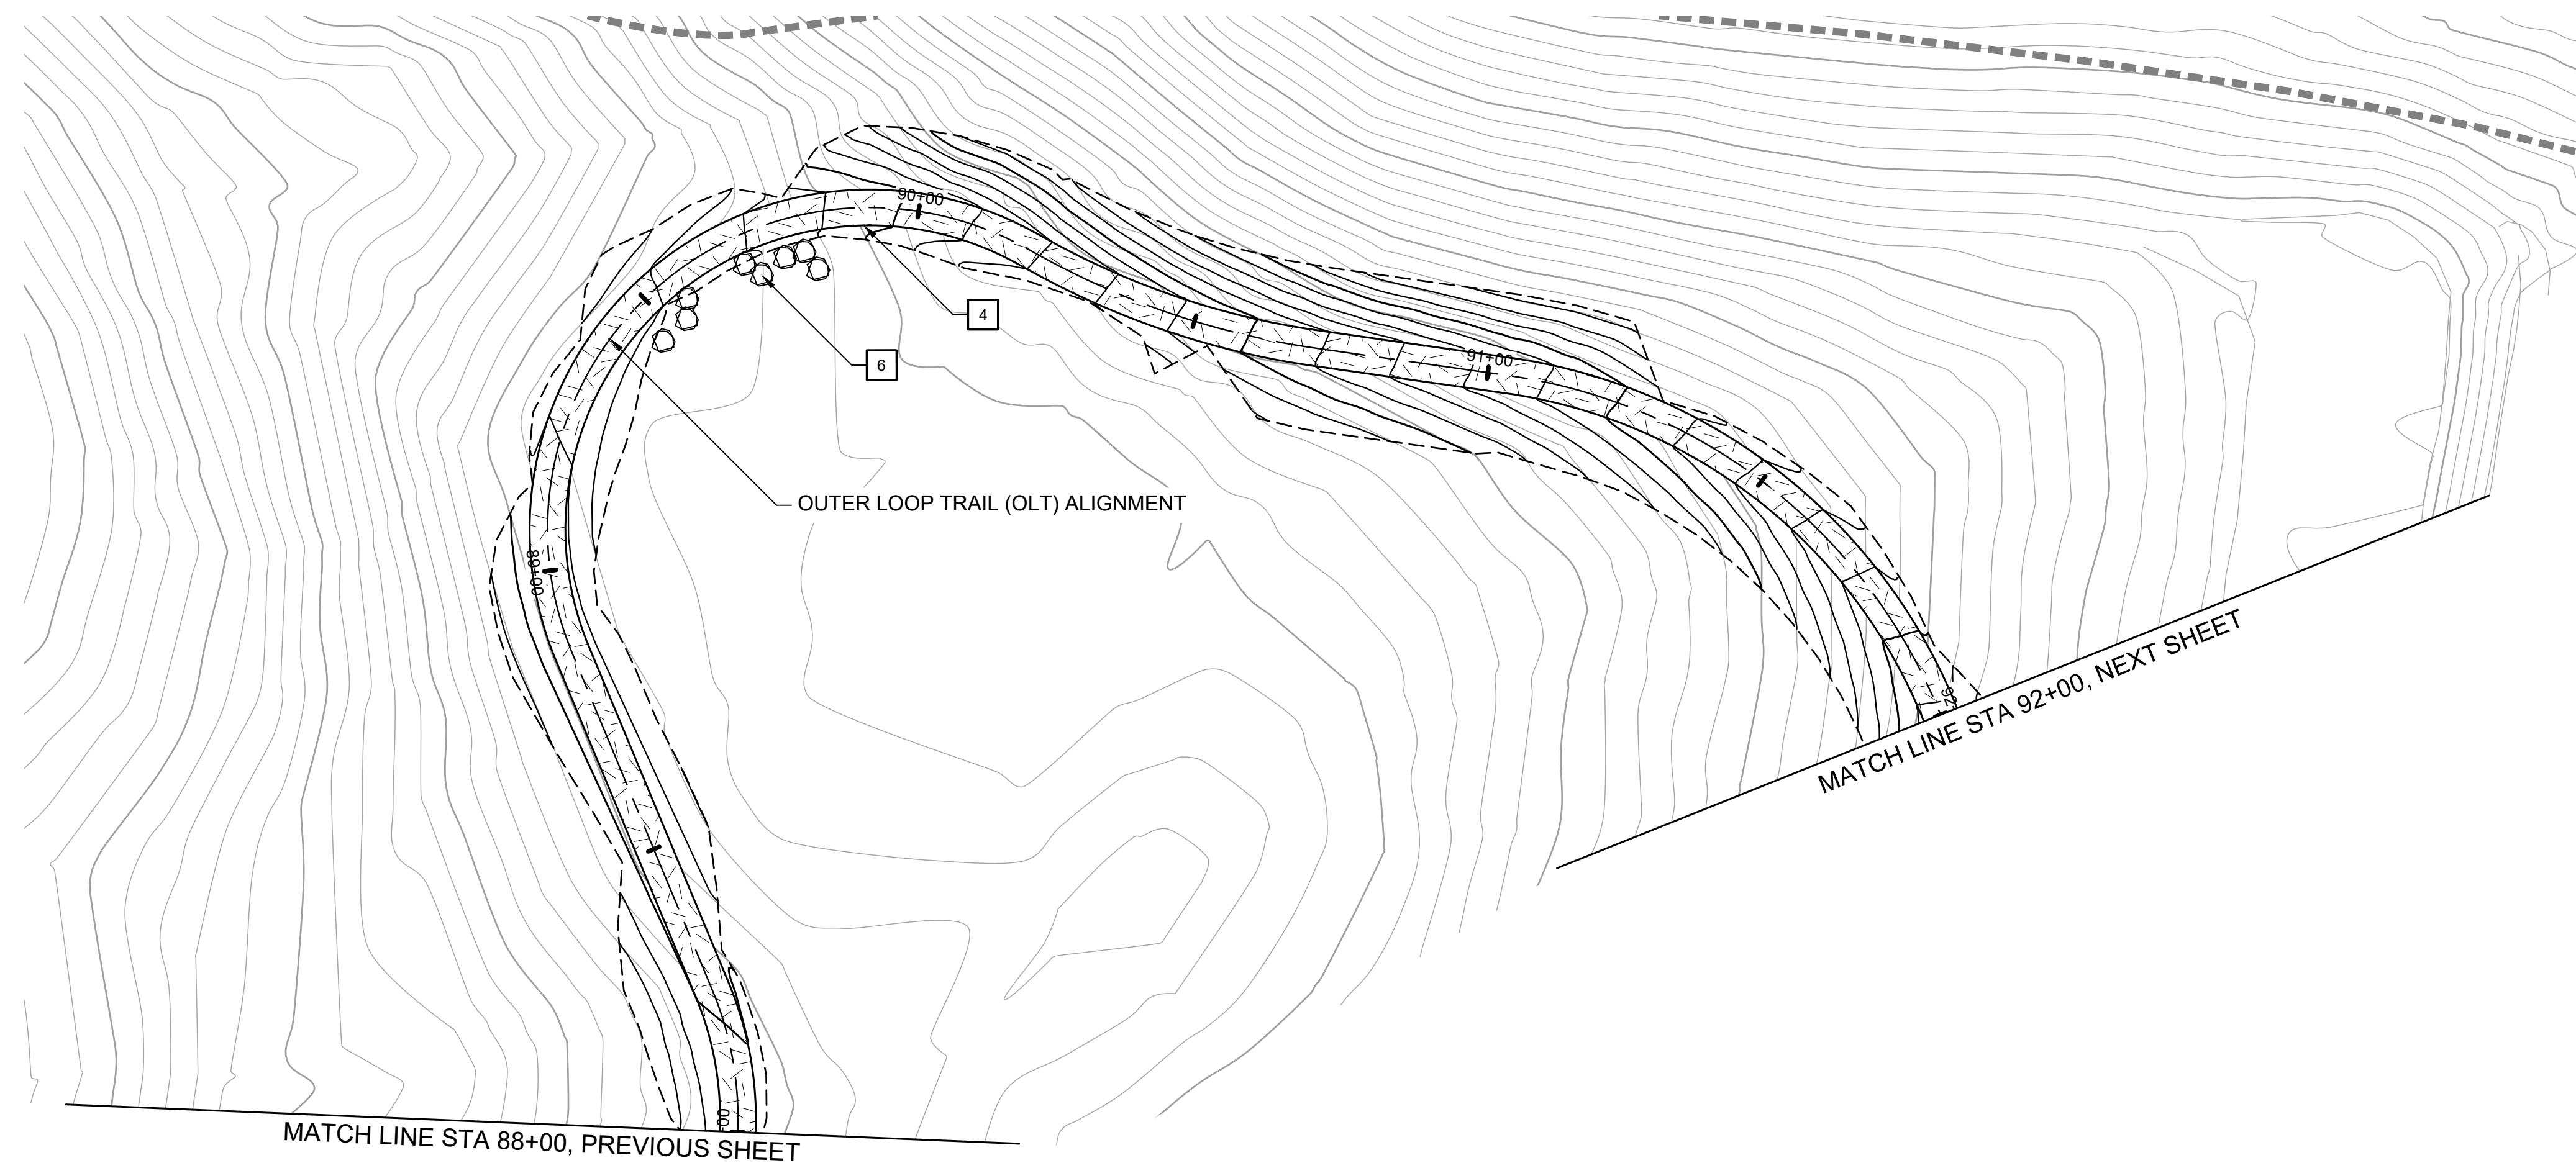 90+00
4
91+00
6
OUTER LOOP TRAIL (OLT) ALIGNMENT
89+00
MATCH LINE STA 92+00, NEXT SHEET
MATCH LINE STA 88+00, PREVIOUS SHEET